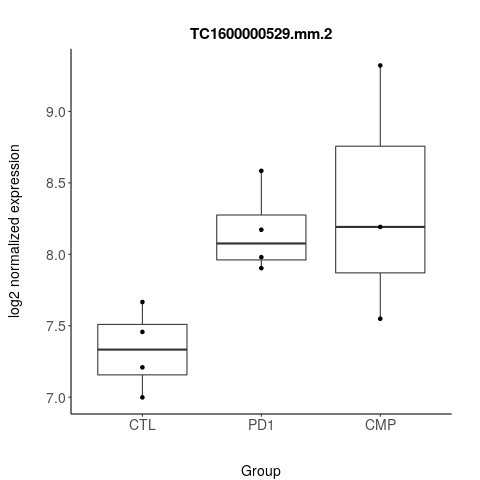 TC1600000529.mm.2
log2 normalized expression
9.0
8.5
8.0
7.5
7.0
CTL
PD1
CMP
Group